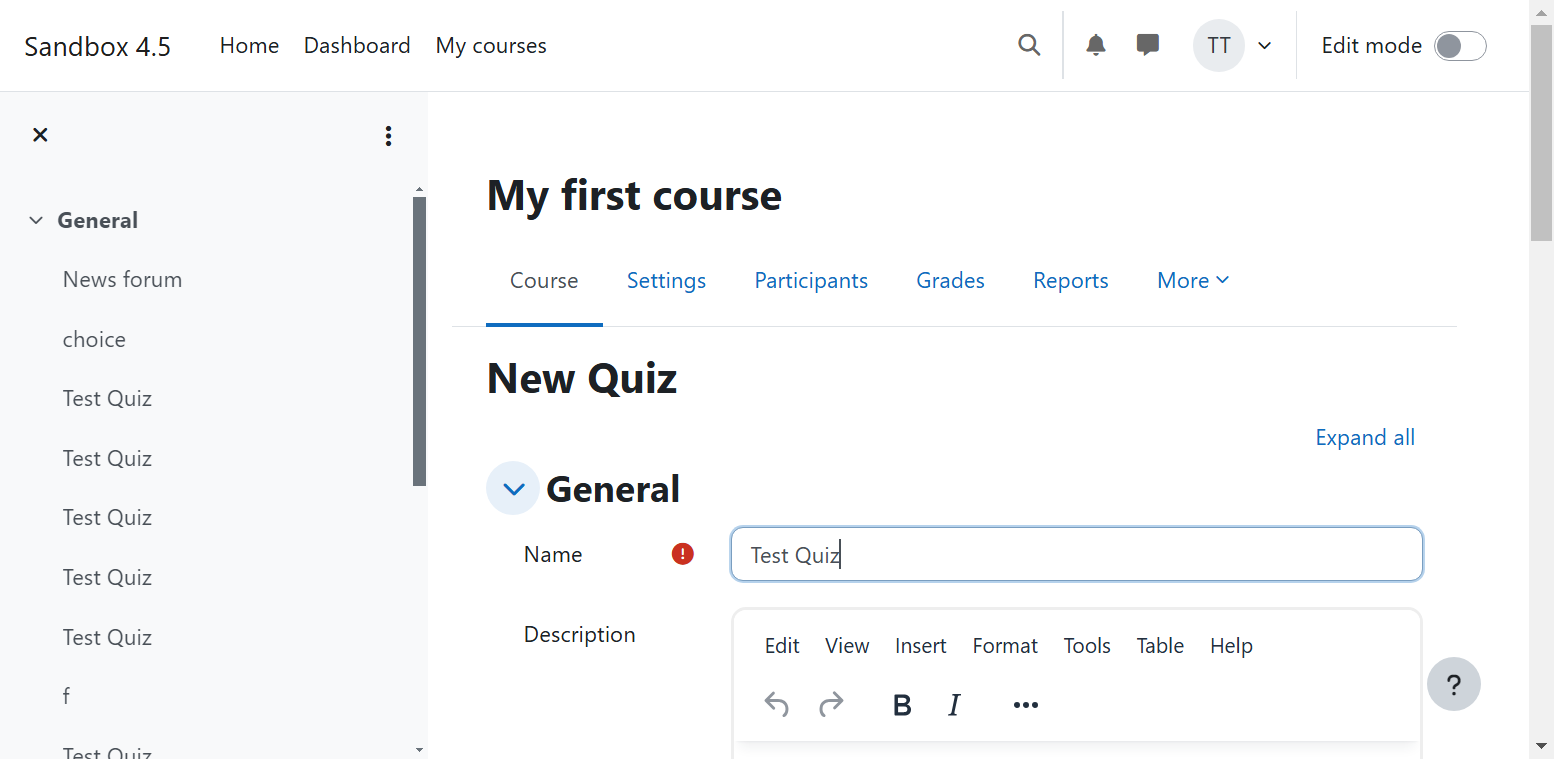 Sandbox 4.5 Home Dashboard My courses TT Edit mode
General
News forum
choice
Test Quiz
Test Quiz
Test Quiz
Test Quiz
Test Quiz
f
Test Quiz
My first course
Course Settings Participants Grades Reports More
New Quiz
Expand all
General
Name ! Test Quiz
Description
Edit View Insert Format Tools Table Help
B I
?